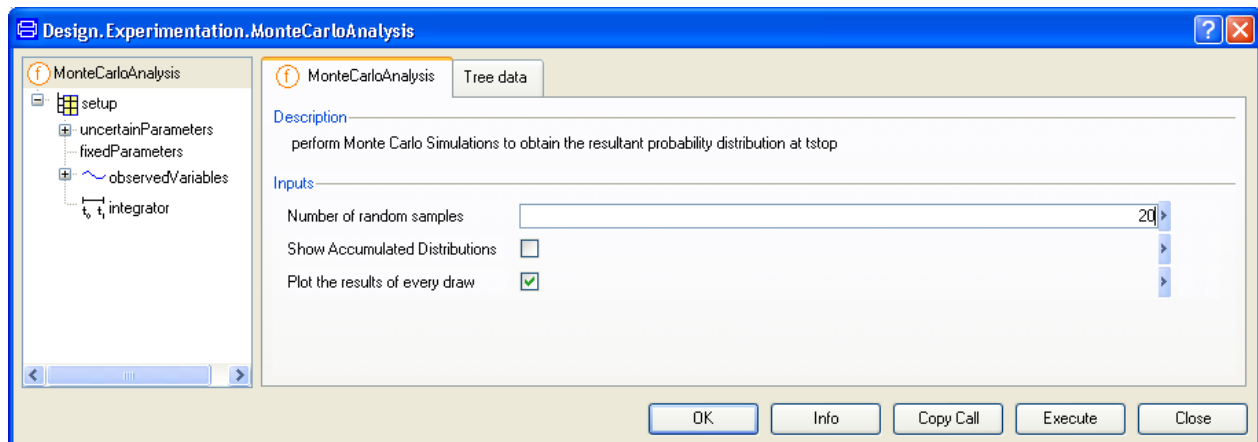 Design.Experimentation.MonteCarloAnalysis
MonteCarloAnalysis
setup
uncertainParameters
fixedParameters
observedVariables
integrator
MonteCarloAnalysis
Tree data
Description
perform Monte Carlo Simulations to obtain the resultant probability distribution at tstop
Inputs
Number of random samples 20
Show Accumulated Distributions
Plot the results of every draw
OK Info Copy Call Execute Close